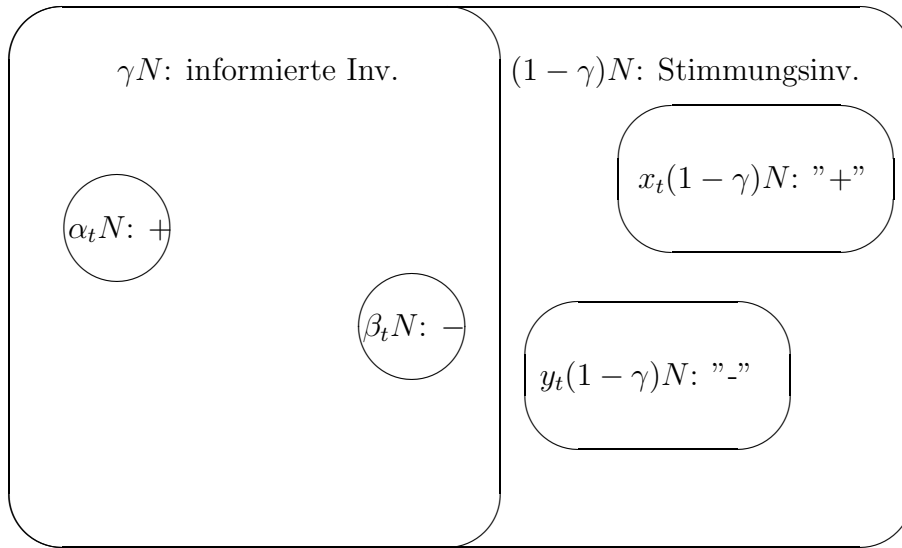 γN: informierte Inv.
(1 − γ)N: Stimmungsinv.
x_t(1 − γ)N: ”+”
α_tN: +
β_tN: −
y_t(1 − γ)N: ”-”